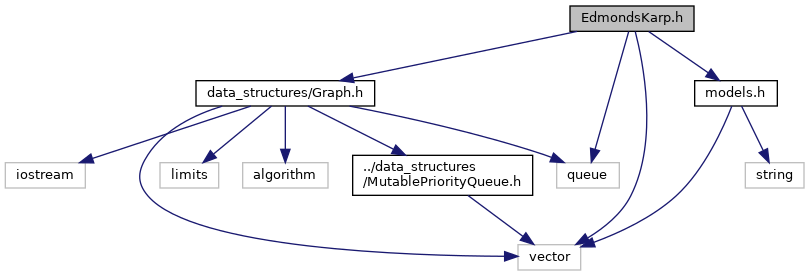 EdmondsKarp.h
data_structures/Graph.h
models.h
iostream
limits
algorithm
../data_structures
/MutablePriorityQueue.h
queue
string
vector